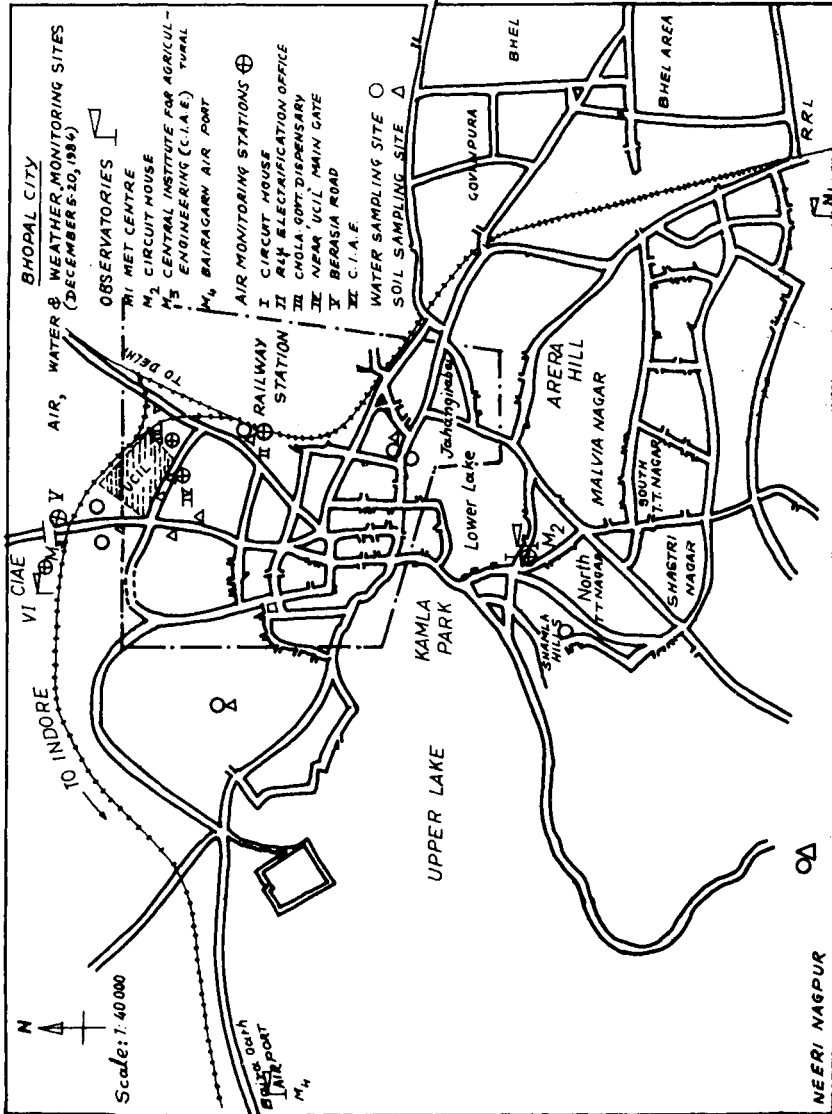 BHOPAL CITY
AIR, WATER & WEATHER MONITORING SITES
(DECEMBER 5-20, 1984)
OBSERVATORIES
M1 MET CENTRE
M2 CIRCUIT HOUSE
M3 CENTRAL INSTITUTE FOR AGRICUL-
TURAL
ENGINEERING (C.I.A.E.)
M4 BAIRAGARH AIR PORT
AIR MONITORING STATIONS
I CIRCUIT HOUSE
II RLY ELECTRIFICATION OFFICE
III CHOLA GOVT. DISPENSARY
IV NEAR UCIL MAIN GATE
V BERASIA ROAD
VI C.I.A.E.
WATER SAMPLING SITE
SOIL SAMPLING SITE
N
Scale: 1:40000
TO INDORE
VI CIAE
V
TO DELHI
UCIL
III
IV
RAILWAY
STATION
II
AIRPORT
M4
UPPER LAKE
KAMLA
PARK
Lower Lake
Jahangirabad
I
M2
SHAMLA
HILLS
North
T T NAGAR
SOUTH
T.T. NAGAR
SHASTRI
NAGAR
MALVIA NAGAR
ARERA
HILL
GOVINPURA
BHEL
BHEL AREA
RRL
NEERI NAGPUR